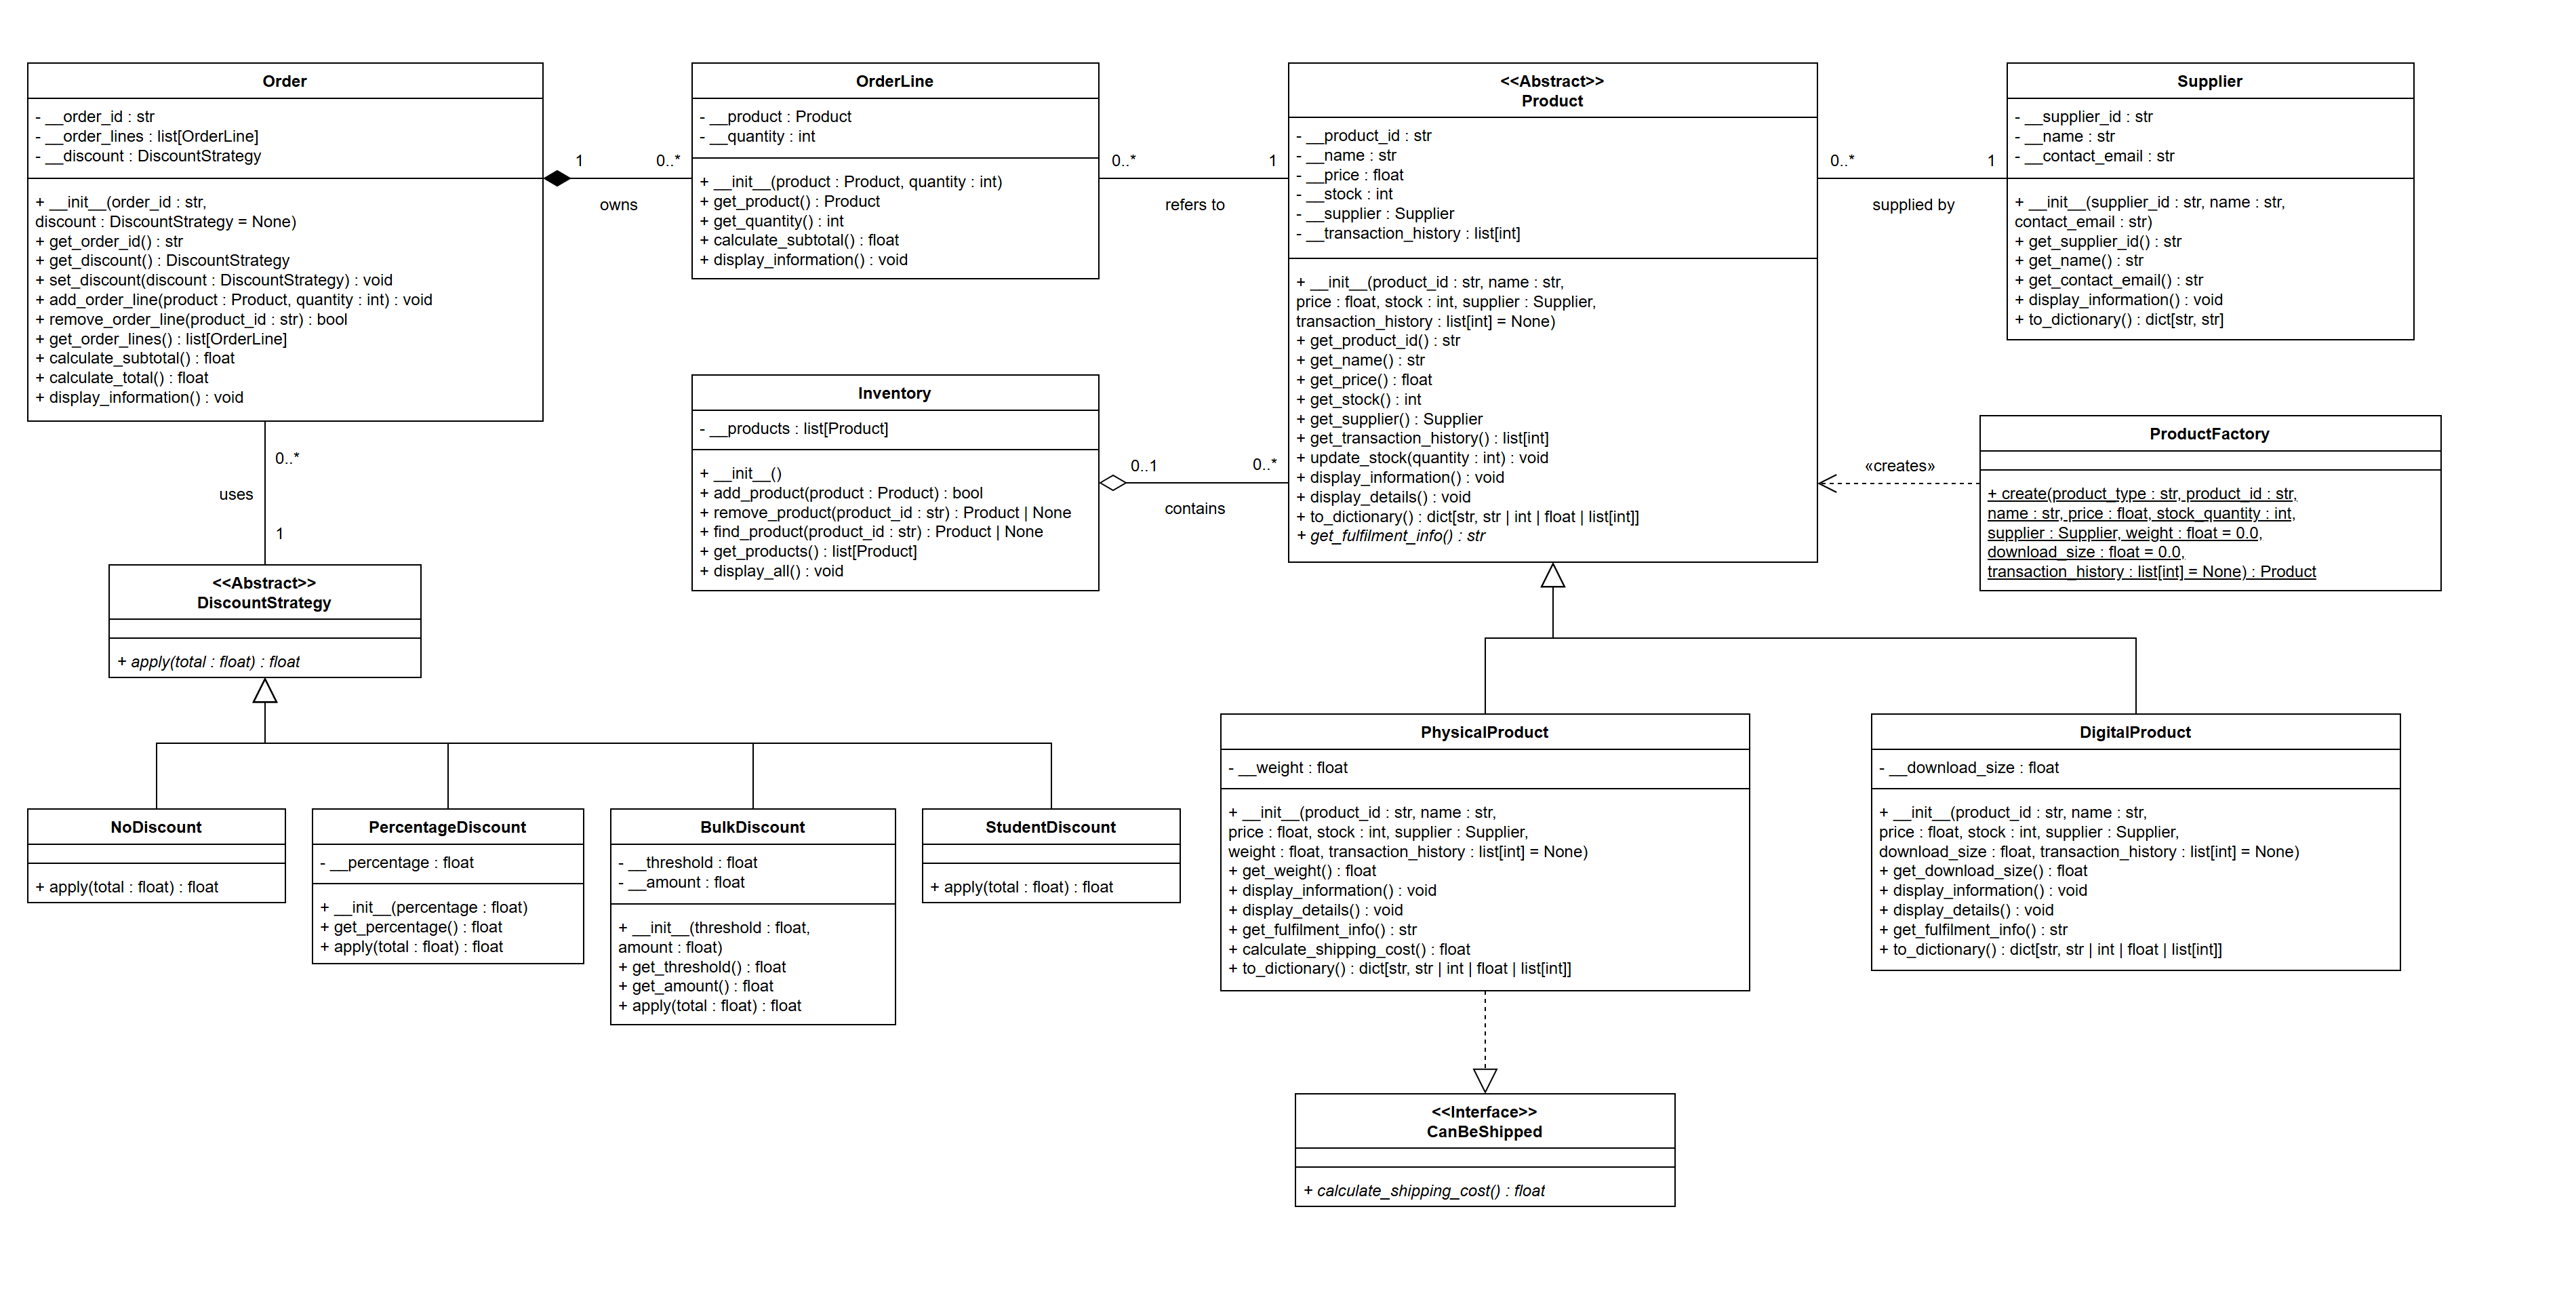 Order
- __order_id : str
- __order_lines : list[OrderLine]
- __discount : DiscountStrategy
+ __init__(order_id : str,
discount : DiscountStrategy = None)
+ get_order_id() : str
+ get_discount() : DiscountStrategy
+ set_discount(discount : DiscountStrategy) : void
+ add_order_line(product : Product, quantity : int) : void
+ remove_order_line(product_id : str) : bool
+ get_order_lines() : list[OrderLine]
+ calculate_subtotal() : float
+ calculate_total() : float
+ display_information() : void
1
0..*
owns
OrderLine
- __product : Product
- __quantity : int
+ __init__(product : Product, quantity : int)
+ get_product() : Product
+ get_quantity() : int
+ calculate_subtotal() : float
+ display_information() : void
0..*
1
refers to
<<Abstract>>
Product
- __product_id : str
- __name : str
- __price : float
- __stock : int
- __supplier : Supplier
- __transaction_history : list[int]
+ __init__(product_id : str, name : str,
price : float, stock : int, supplier : Supplier,
transaction_history : list[int] = None)
+ get_product_id() : str
+ get_name() : str
+ get_price() : float
+ get_stock() : int
+ get_supplier() : Supplier
+ get_transaction_history() : list[int]
+ update_stock(quantity : int) : void
+ display_information() : void
+ display_details() : void
+ to_dictionary() : dict[str, str | int | float | list[int]]
+ get_fulfilment_info() : str
0..*
1
supplied by
Supplier
- __supplier_id : str
- __name : str
- __contact_email : str
+ __init__(supplier_id : str, name : str,
contact_email : str)
+ get_supplier_id() : str
+ get_name() : str
+ get_contact_email() : str
+ display_information() : void
+ to_dictionary() : dict[str, str]
Inventory
- __products : list[Product]
+ __init__()
+ add_product(product : Product) : bool
+ remove_product(product_id : str) : Product | None
+ find_product(product_id : str) : Product | None
+ get_products() : list[Product]
+ display_all() : void
0..1
0..*
contains
«creates»
ProductFactory
+ create(product_type : str, product_id : str,
name : str, price : float, stock_quantity : int,
supplier : Supplier, weight : float = 0.0,
download_size : float = 0.0,
transaction_history : list[int] = None) : Product
0..*
uses
1
<<Abstract>>
DiscountStrategy
+ apply(total : float) : float
NoDiscount
+ apply(total : float) : float
PercentageDiscount
- __percentage : float
+ __init__(percentage : float)
+ get_percentage() : float
+ apply(total : float) : float
BulkDiscount
- __threshold : float
- __amount : float
+ __init__(threshold : float,
amount : float)
+ get_threshold() : float
+ get_amount() : float
+ apply(total : float) : float
StudentDiscount
+ apply(total : float) : float
PhysicalProduct
- __weight : float
+ __init__(product_id : str, name : str,
price : float, stock : int, supplier : Supplier,
weight : float, transaction_history : list[int] = None)
+ get_weight() : float
+ display_information() : void
+ display_details() : void
+ get_fulfilment_info() : str
+ calculate_shipping_cost() : float
+ to_dictionary() : dict[str, str | int | float | list[int]]
DigitalProduct
- __download_size : float
+ __init__(product_id : str, name : str,
price : float, stock : int, supplier : Supplier,
download_size : float, transaction_history : list[int] = None)
+ get_download_size() : float
+ display_information() : void
+ display_details() : void
+ get_fulfilment_info() : str
+ to_dictionary() : dict[str, str | int | float | list[int]]
<<Interface>>
CanBeShipped
+ calculate_shipping_cost() : float